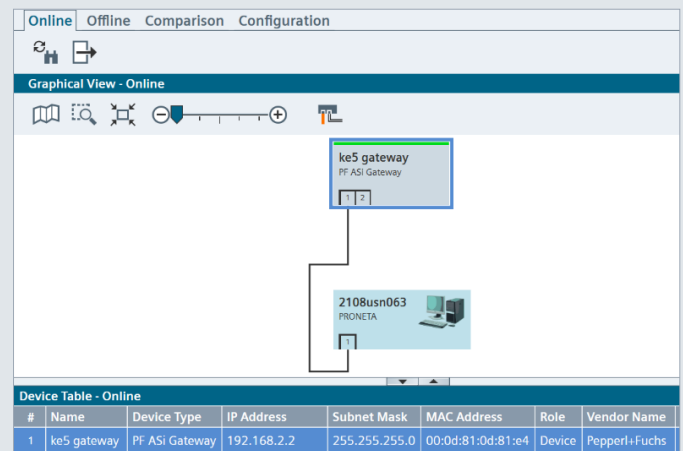 Online Offline Comparison Configuration
Graphical View - Online
ke5 gateway
PF ASi Gateway
1 2
2108usn063
PRONETA
1
Device Table - Online
# Name Device Type IP Address Subnet Mask MAC Address Role Vendor Name
1 ke5 gateway PF ASi Gateway 192.168.2.2 255.255.255.0 00:0d:81:0d:81:e4 Device Pepperl+Fuchs